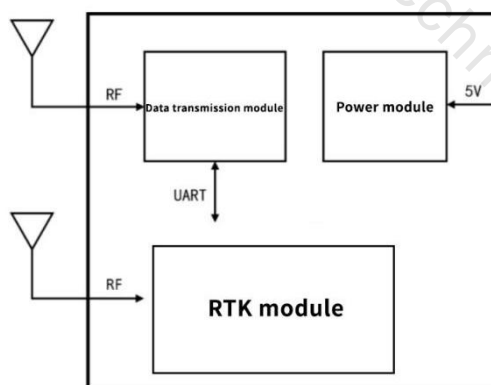 RF
Data transmission module
Power module
5V
UART
RF
RTK module